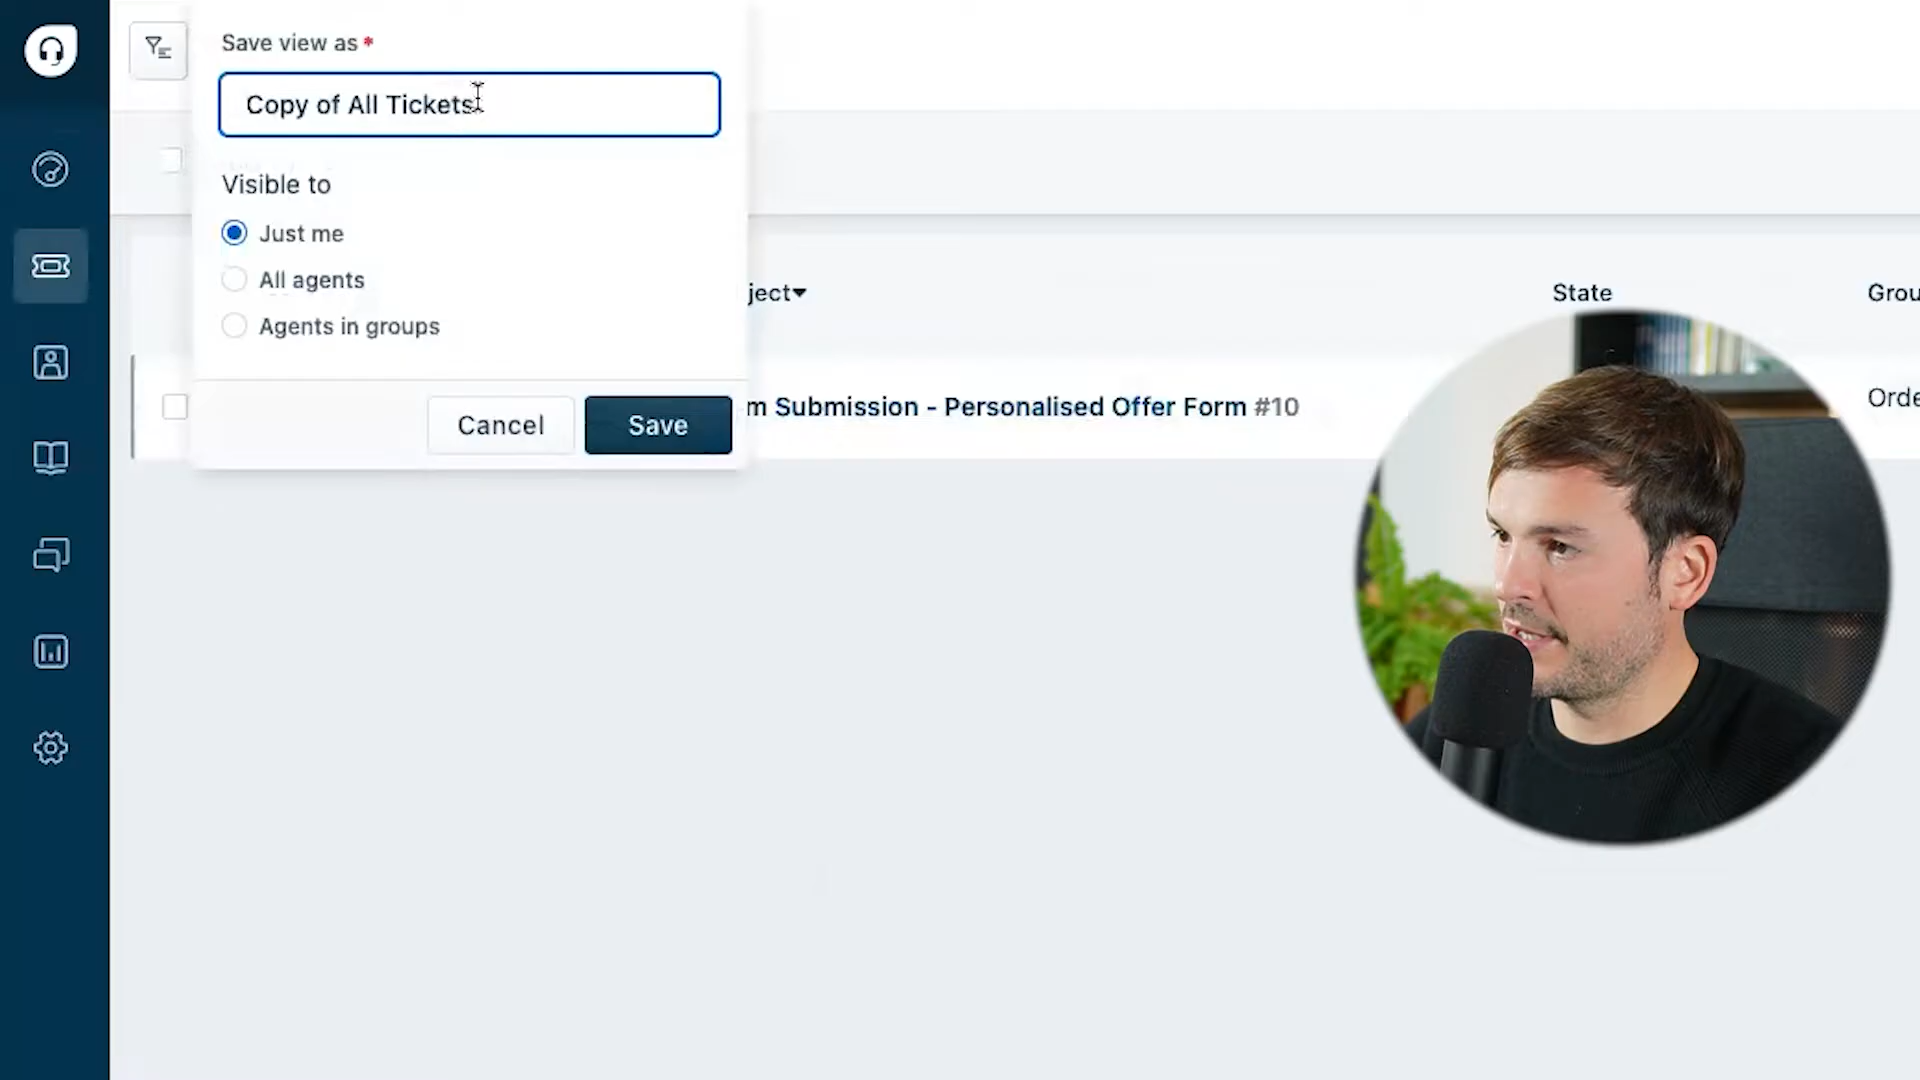 Save view as *
Copy of All Tickets
Visible to
Just me
All agents
Agents in groups
Cancel
Save
ject
State
Grou
m Submission - Personalised Offer Form #10
Orde